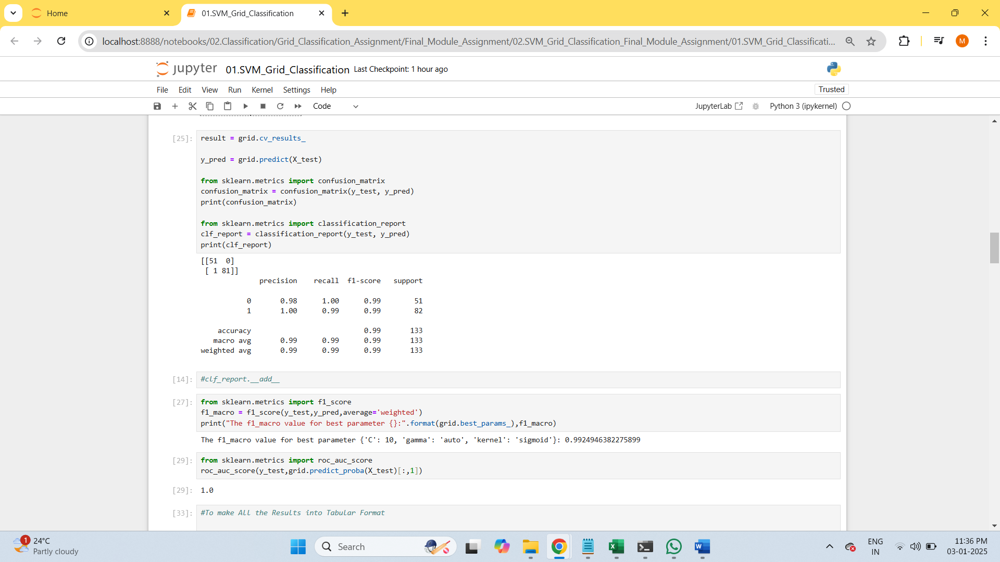 Home
01.SVM_Grid_Classification
localhost:8888/notebooks/02.Classification/Grid_Classification_Assignment/Final_Module_Assignment/02.SVM_Grid_Classification_Final_Module_Assignment/01.SVM_Grid_Classificati...
M
jupyter 01.SVM_Grid_Classification Last Checkpoint: 1 hour ago
File Edit View Run Kernel Settings Help
Trusted
Code
JupyterLab
Python 3 (ipykernel)
[25]: result = grid.cv_results_
y_pred = grid.predict(X_test)
from sklearn.metrics import confusion_matrix
confusion_matrix = confusion_matrix(y_test, y_pred)
print(confusion_matrix)
from sklearn.metrics import classification_report
clf_report = classification_report(y_test, y_pred)
print(clf_report)
[[51  0]
 [ 1 81]]
precision recall f1-score support
0 0.98 1.00 0.99 51
1 1.00 0.99 0.99 82
accuracy 0.99 133
macro avg 0.99 0.99 0.99 133
weighted avg 0.99 0.99 0.99 133
[14]: #clf_report.__add__
[27]: from sklearn.metrics import f1_score
f1_macro = f1_score(y_test,y_pred,average='weighted')
print("The f1_macro value for best parameter {}:".format(grid.best_params_),f1_macro)
The f1_macro value for best parameter {'C': 10, 'gamma': 'auto', 'kernel': 'sigmoid'}: 0.9924946382275899
[29]: from sklearn.metrics import roc_auc_score
roc_auc_score(y_test,grid.predict_proba(X_test)[:,1])
[29]: 1.0
[33]: #To make All the Results into Tabular Format
1
24°C
Partly cloudy
Search
ENG
IN
11:36 PM
03-01-2025